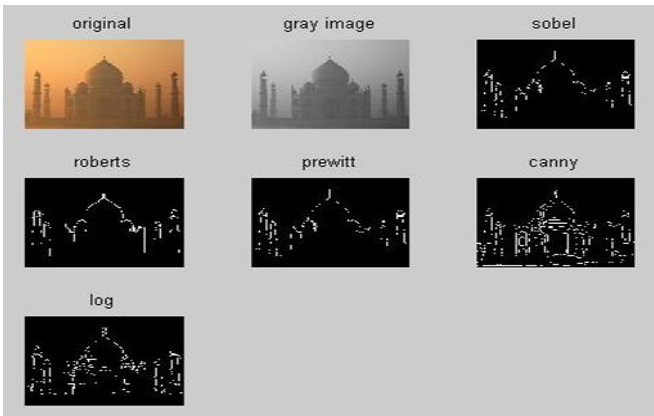 original
gray image
sobel
roberts
prewitt
canny
log